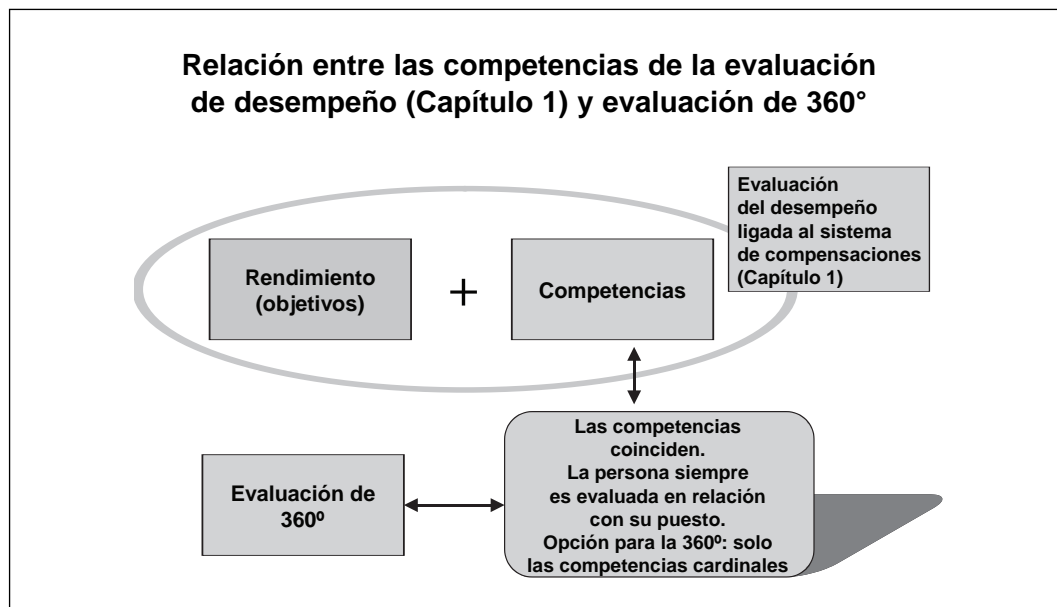 Relación entre las competencias de la evaluación
de desempeño (Capítulo 1) y evaluación de 360°
Evaluación
del desempeño
ligada al sistema
de compensaciones
(Capítulo 1)
Rendimiento
(objetivos)
+
Competencias
Las competencias
coinciden.
La persona siempre
es evaluada en relación
con su puesto.
Opción para la 360º: solo
las competencias cardinales
Evaluación de
360º